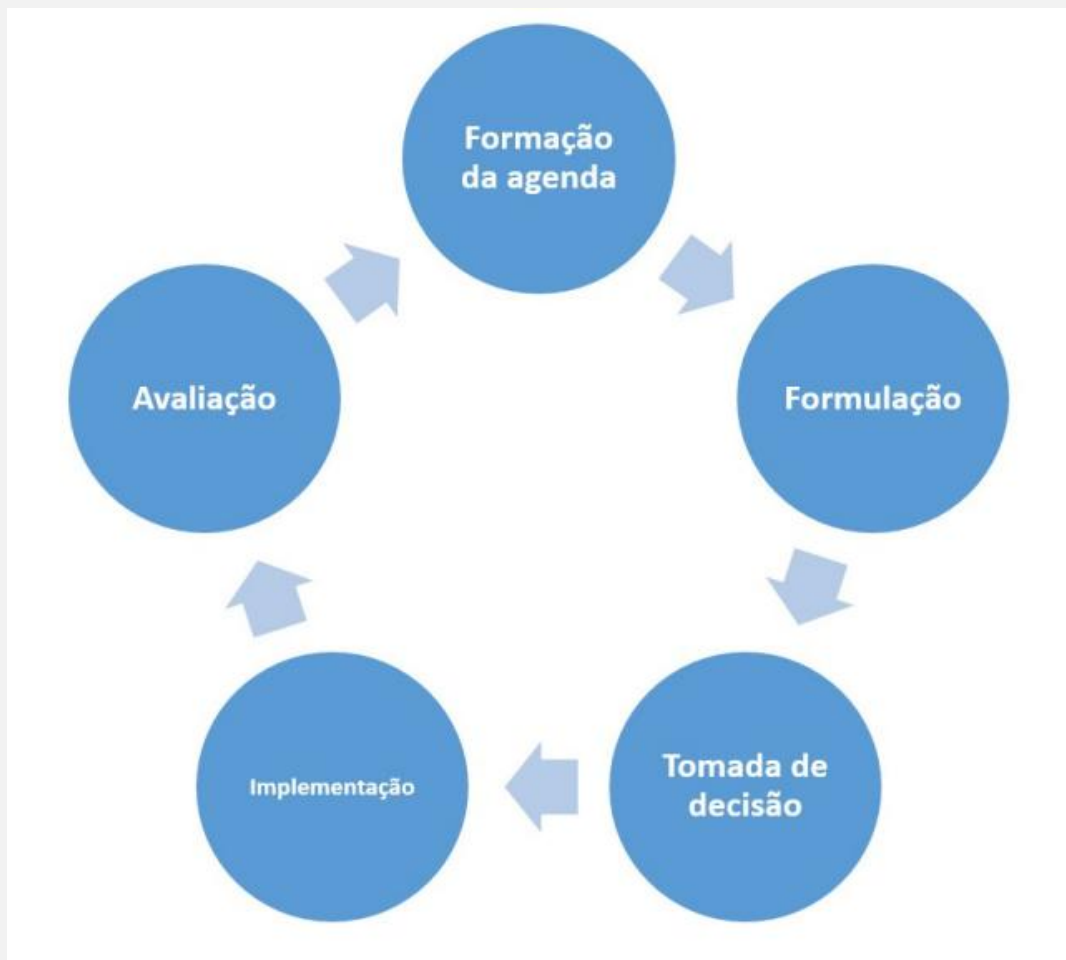 Formação
da agenda
Avaliação
Formulação
Implementação
Tomada de
decisão